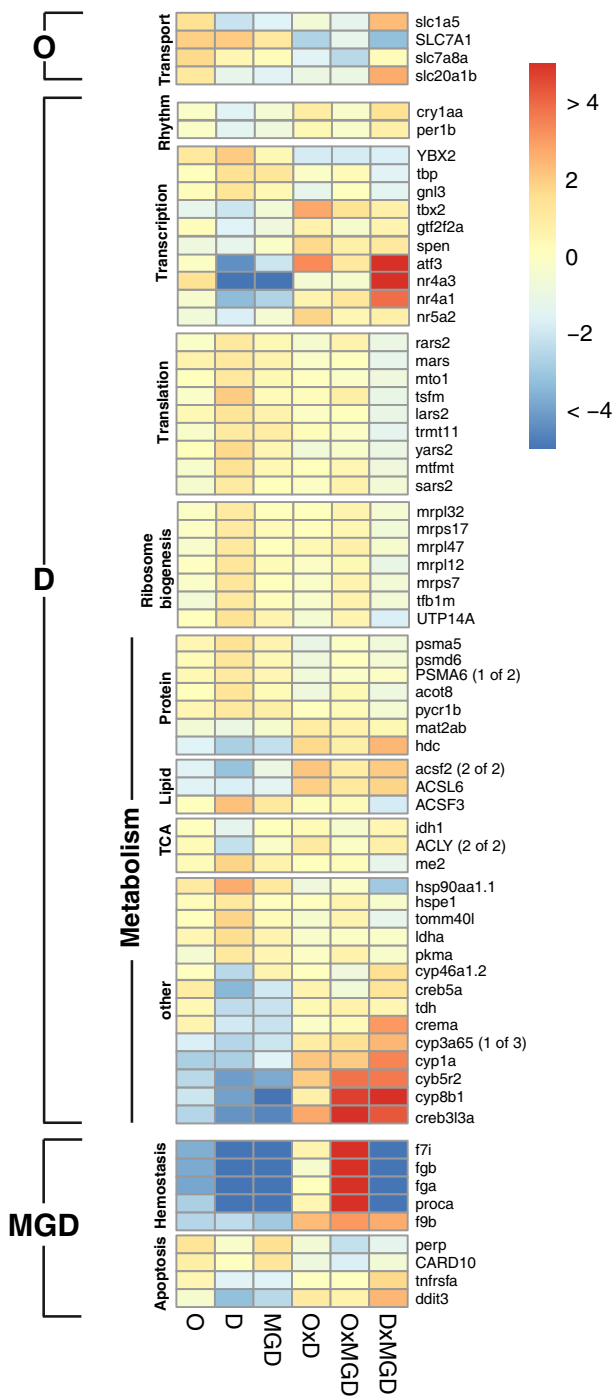 O
Transport
slc1a5
SLC7A1
slc7a8a
slc20a1b
> 4
2
0
−2
< −4
D
Rhythm
cry1aa
per1b
Transcription
YBX2
tbp
gnl3
tbx2
gtf2f2a
spen
atf3
nr4a3
nr4a1
nr5a2
Translation
rars2
mars
mto1
tsfm
lars2
trmt11
yars2
mtfmt
sars2
Ribosome
biogenesis
mrpl32
mrps17
mrpl47
mrpl12
mrps7
tfb1m
UTP14A
Metabolism
Protein
psma5
psmd6
PSMA6 (1 of 2)
acot8
pycr1b
mat2ab
hdc
Lipid
acsf2 (2 of 2)
ACSL6
ACSF3
TCA
idh1
ACLY (2 of 2)
me2
other
hsp90aa1.1
hspe1
tomm40l
ldha
pkma
cyp46a1.2
creb5a
tdh
crema
cyp3a65 (1 of 3)
cyp1a
cyb5r2
cyp8b1
creb3l3a
MGD
Hemostasis
f7i
fgb
fga
proca
f9b
Apoptosis
perp
CARD10
tnfrsfa
ddit3
O
D
MGD
OxD
OxMGD
DxMGD